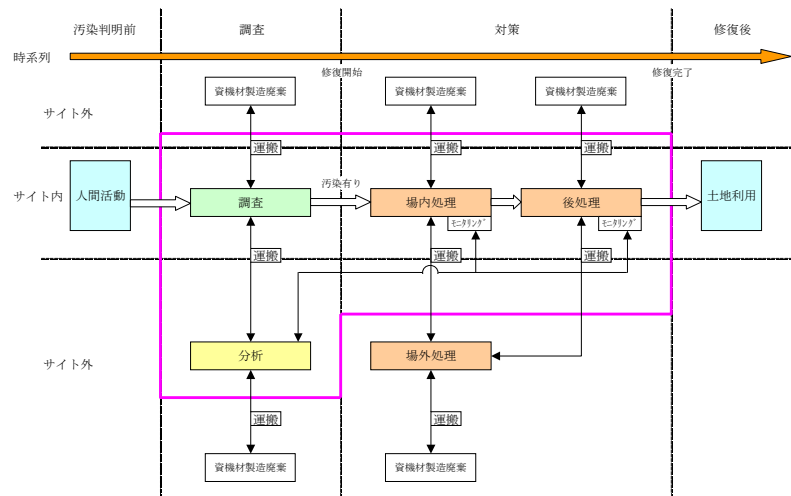 汚染判明前
調査
対策
修復後
時系列
修復開始
修復完了
資機材製造廃棄
資機材製造廃棄
資機材製造廃棄
サイト外
運搬
運搬
運搬
サイト内
人間活動
調査
汚染有り
場内処理
後処理
土地利用
ﾓﾆﾀﾘﾝｸﾞ
ﾓﾆﾀﾘﾝｸﾞ
運搬
運搬
運搬
サイト外
分析
場外処理
運搬
運搬
資機材製造廃棄
資機材製造廃棄